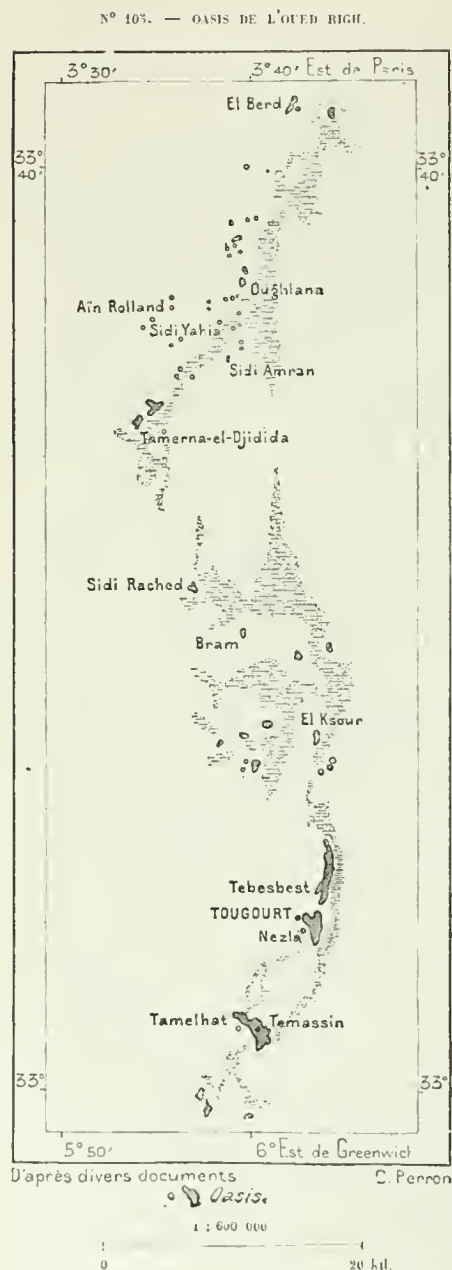 N° 105. — OASIS DE L'OUED RIGH.
3°30' 3°40' Est de Paris
El Berd
33° 40' 33° 40'
Oughlana
Aïn Rolland
Sidi Yahia
Sidi Amran
Tamerna-el-Djidida
Sidi Rached
Bram
El Ksour
Tebesbest
TOUGOURT
Nezla
Tamelhat Temassin
33° 33°
5°50' 6° Est de Greenwich
D'après divers documents C. Perron
Oasis.
1 : 600 000
0 20 kil.